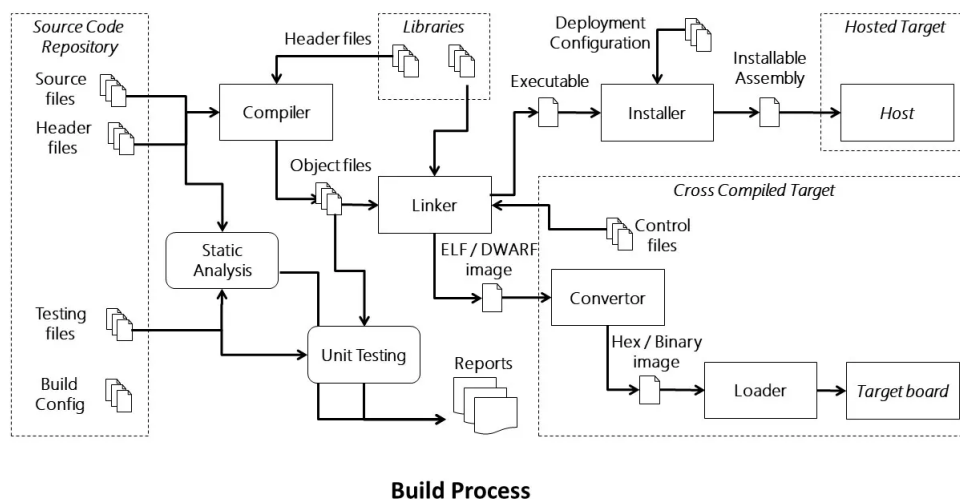 Source Code
Repository
Source
files
Header
files
Testing
files
Build
Config
Header files
Libraries
Compiler
Object files
Static
Analysis
Unit Testing
Reports
Linker
Executable
Deployment
Configuration
Installer
Installable
Assembly
Hosted Target
Host
Cross Compiled Target
Control
files
ELF / DWARF
image
Convertor
Hex / Binary
image
Loader
Target board
Build Process